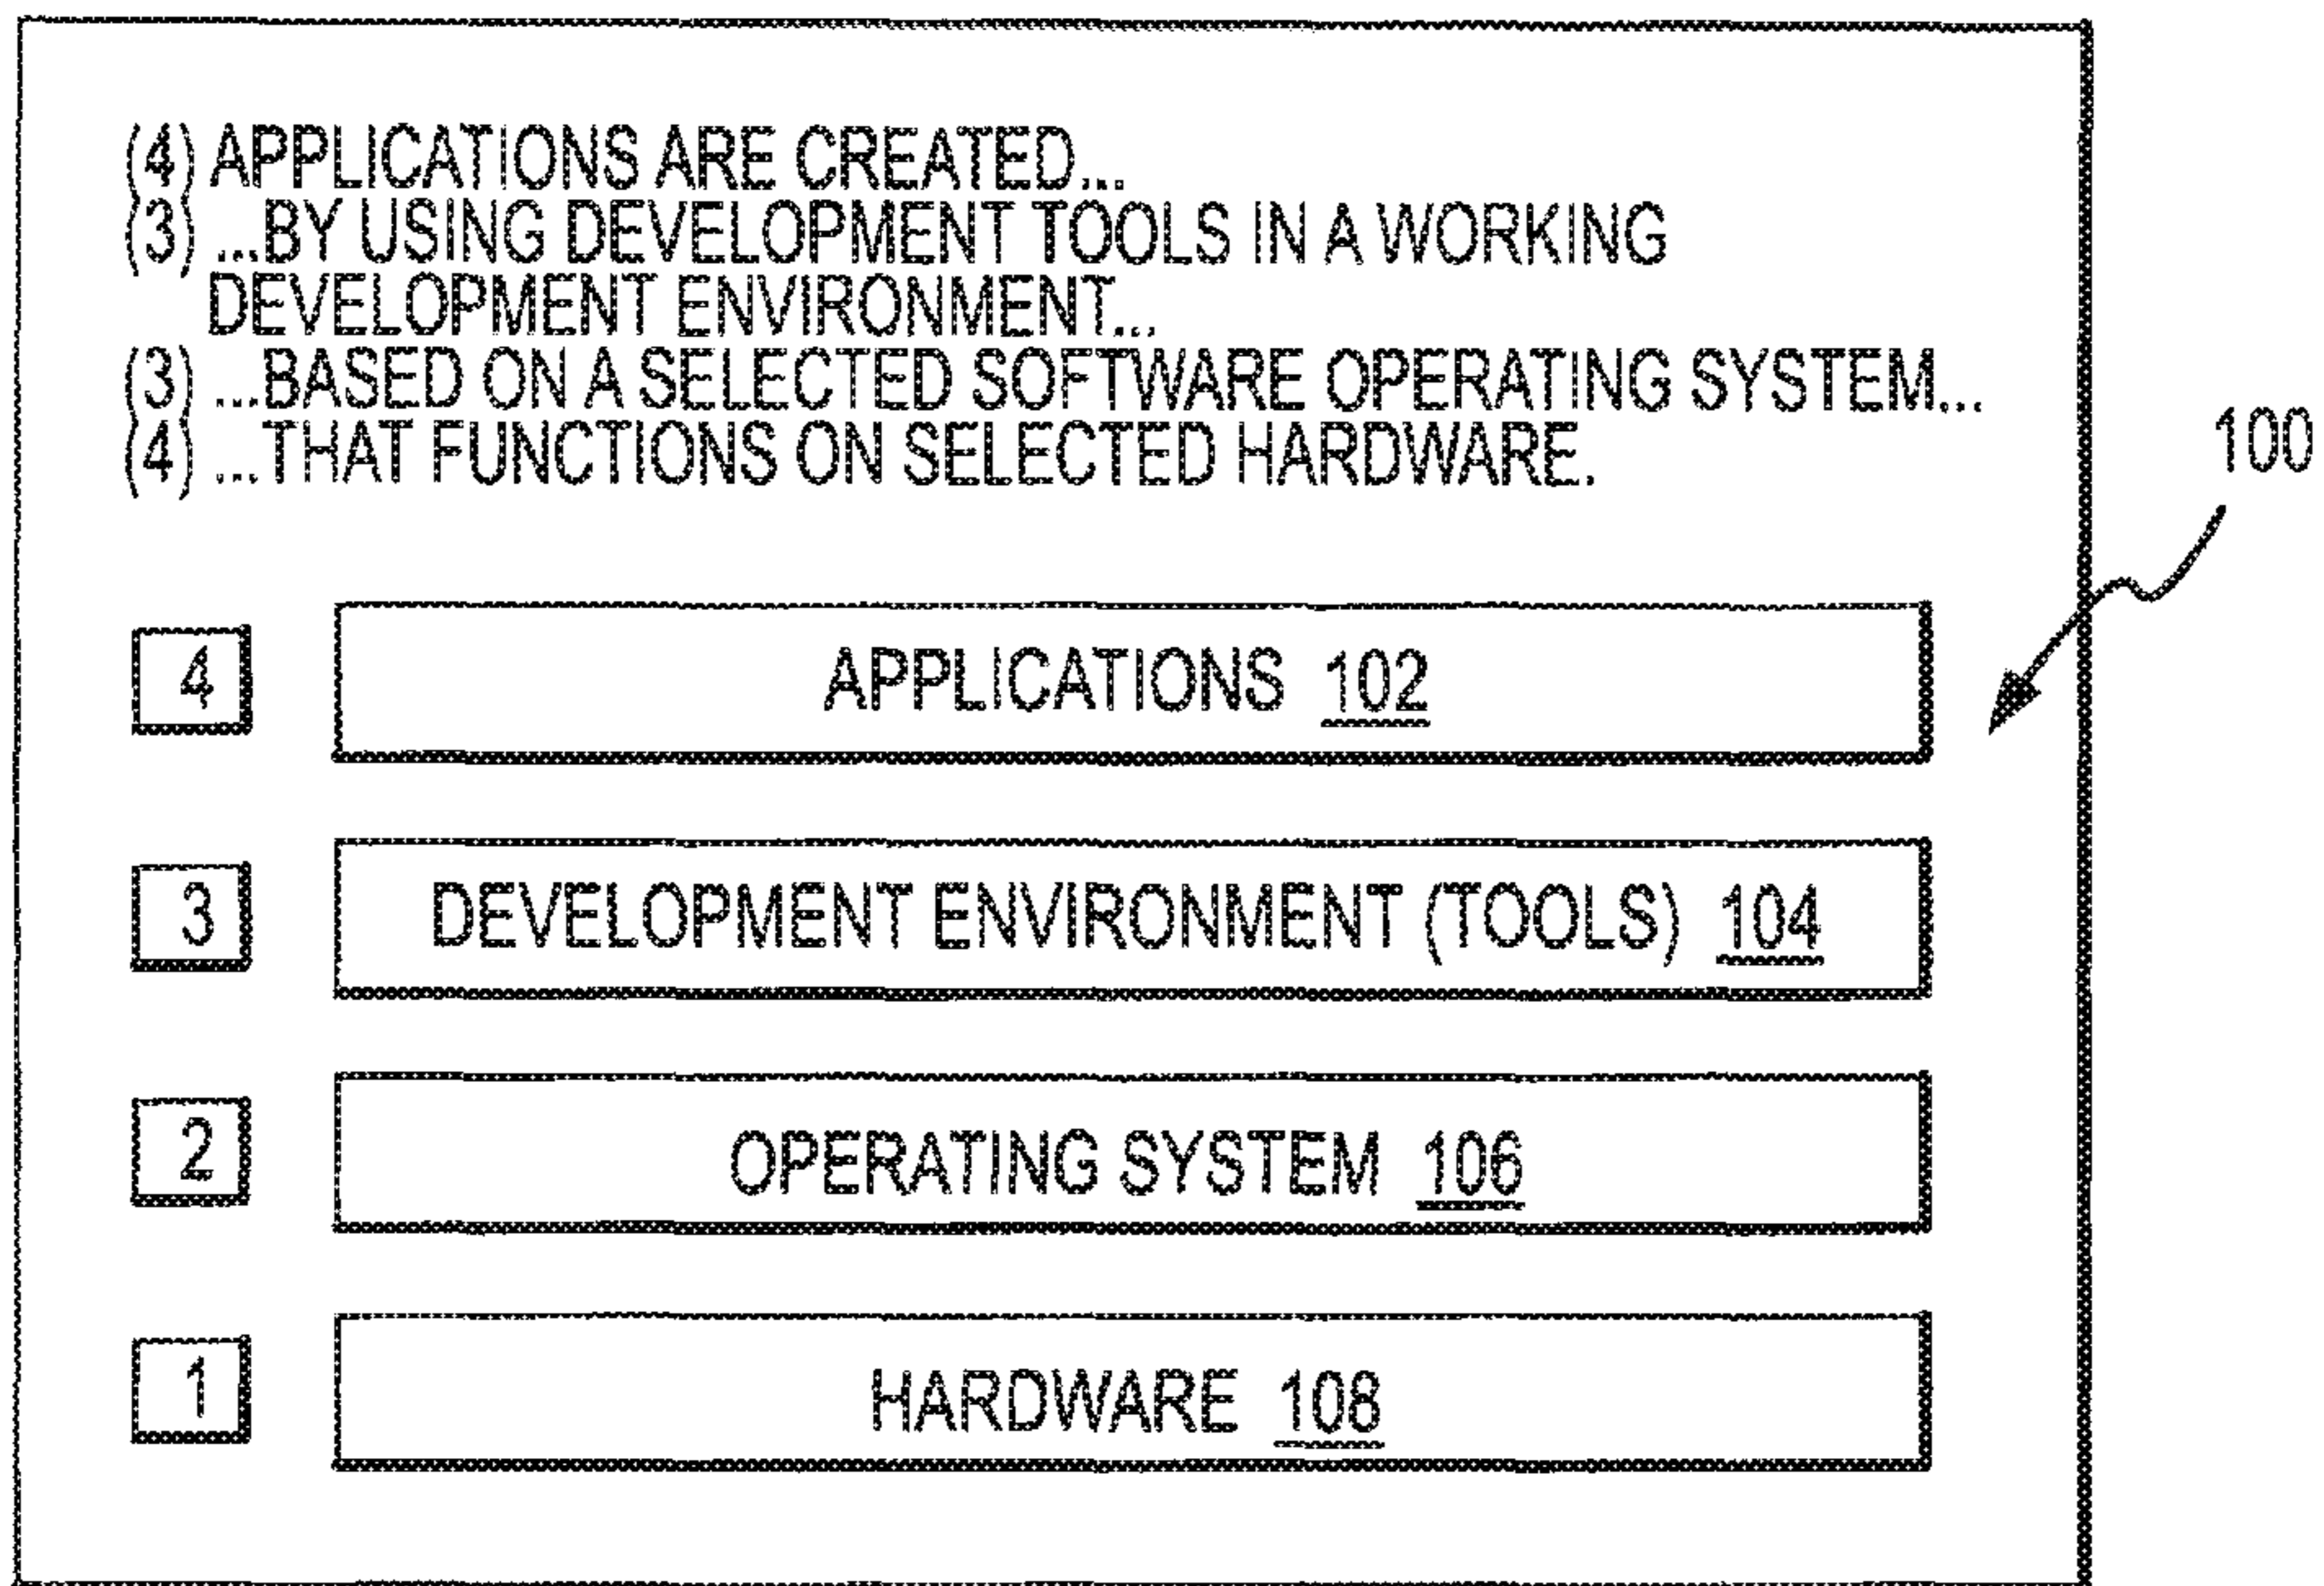 (4) APPLICATIONS ARE CREATED...
(3) ...BY USING DEVELOPMENT TOOLS IN A WORKING
DEVELOPMENT ENVIRONMENT...
(3) ...BASED ON A SELECTED SOFTWARE OPERATING SYSTEM...
(4) ...THAT FUNCTIONS ON SELECTED HARDWARE.
100
4 APPLICATIONS 102
3 DEVELOPMENT ENVIRONMENT (TOOLS) 104
2 OPERATING SYSTEM 106
1 HARDWARE 108